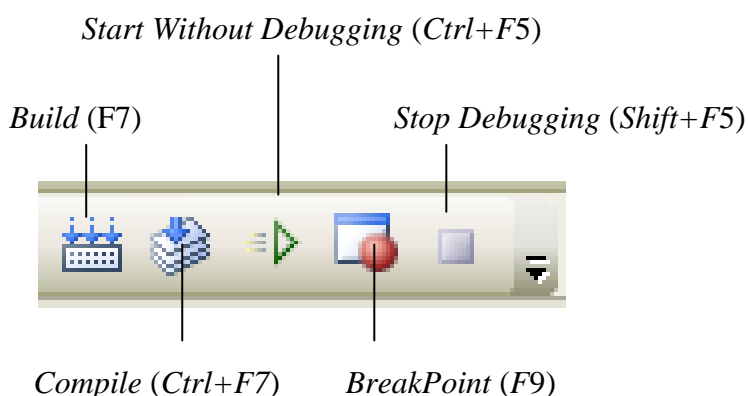 Start Without Debugging (Ctrl+F5)
Build (F7)
Stop Debugging (Shift+F5)
Compile (Ctrl+F7)
BreakPoint (F9)